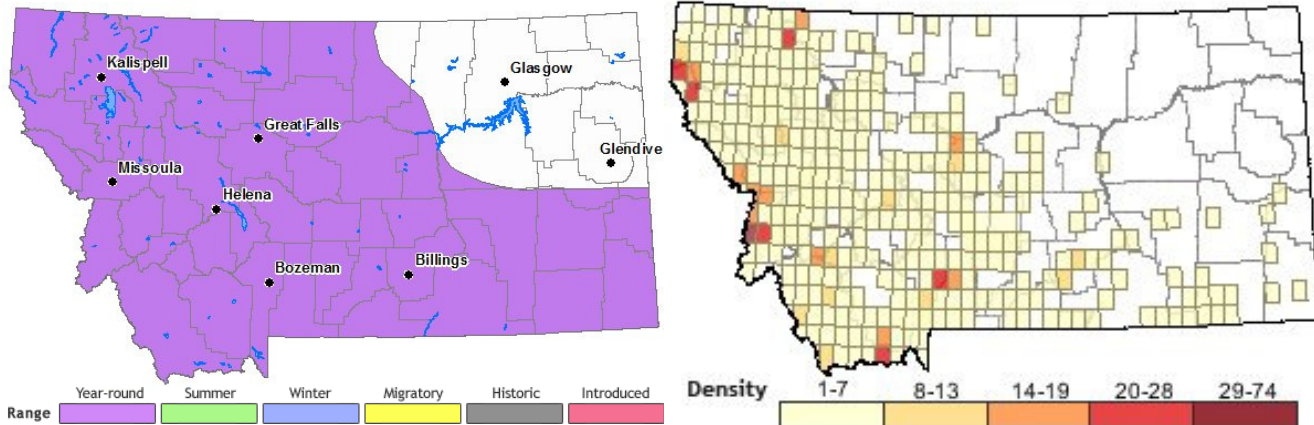 Kalispell
Glasgow
Great Falls
Glendive
Missoula
Helena
Bozeman
Billings
Range Year-round Summer Winter Migratory Historic Introduced
Density 1-7 8-13 14-19 20-28 29-74